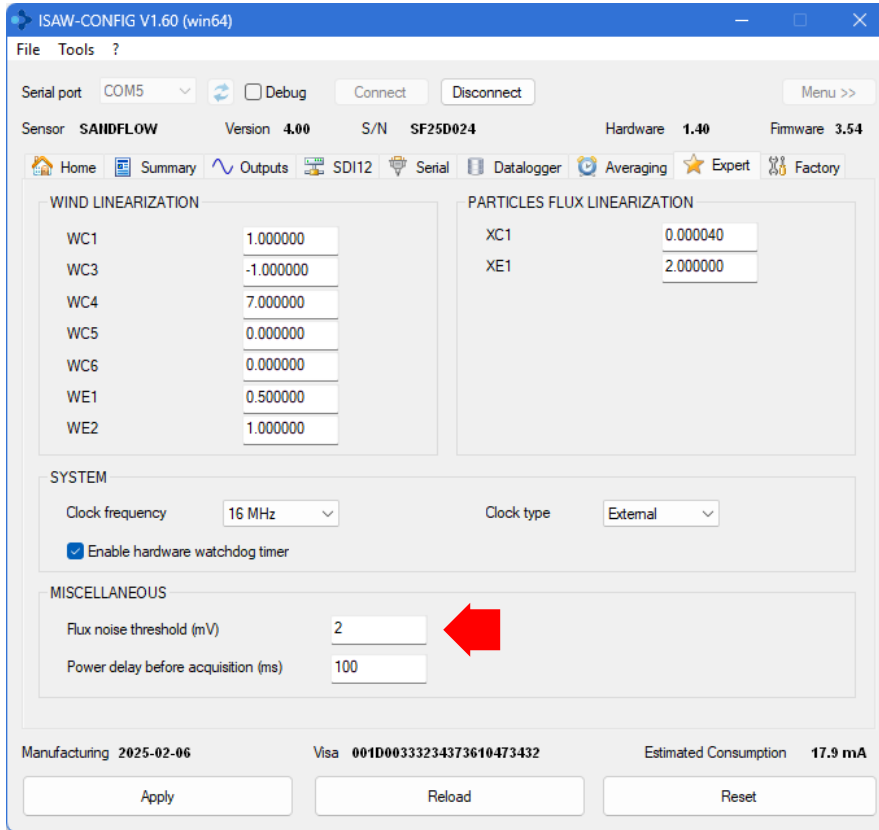 ISAW-CONFIG V1.60 (win64)
File Tools ?
Serial port COM5 Debug Connect Disconnect Menu >>
Sensor SANDFLOW Version 4.00 S/N SF25D024 Hardware 1.40 Firmware 3.54
Home Summary Outputs SDI12 Serial Datalogger Averaging Expert Factory
WIND LINEARIZATION PARTICLES FLUX LINEARIZATION
WC1 1.000000 XC1 0.000040
WC3 -1.000000 XE1 2.000000
WC4 7.000000
WC5 0.000000
WC6 0.000000
WE1 0.500000
WE2 1.000000
SYSTEM
Clock frequency 16 MHz Clock type External
Enable hardware watchdog timer
MISCELLANEOUS
Flux noise threshold (mV) 2
Power delay before acquisition (ms) 100
Manufacturing 2025-02-06 Visa 001D00333234373610473432 Estimated Consumption 17.9 mA
Apply Reload Reset